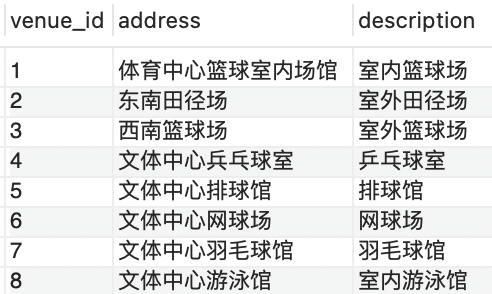 venue_id address description
1 体育中心篮球室内场馆 室内篮球场
2 东南田径场 室外田径场
3 西南篮球场 室外篮球场
4 文体中心兵乓球室 乒乓球室
5 文体中心排球馆 排球馆
6 文体中心网球场 网球场
7 文体中心羽毛球馆 羽毛球馆
8 文体中心游泳馆 室内游泳馆